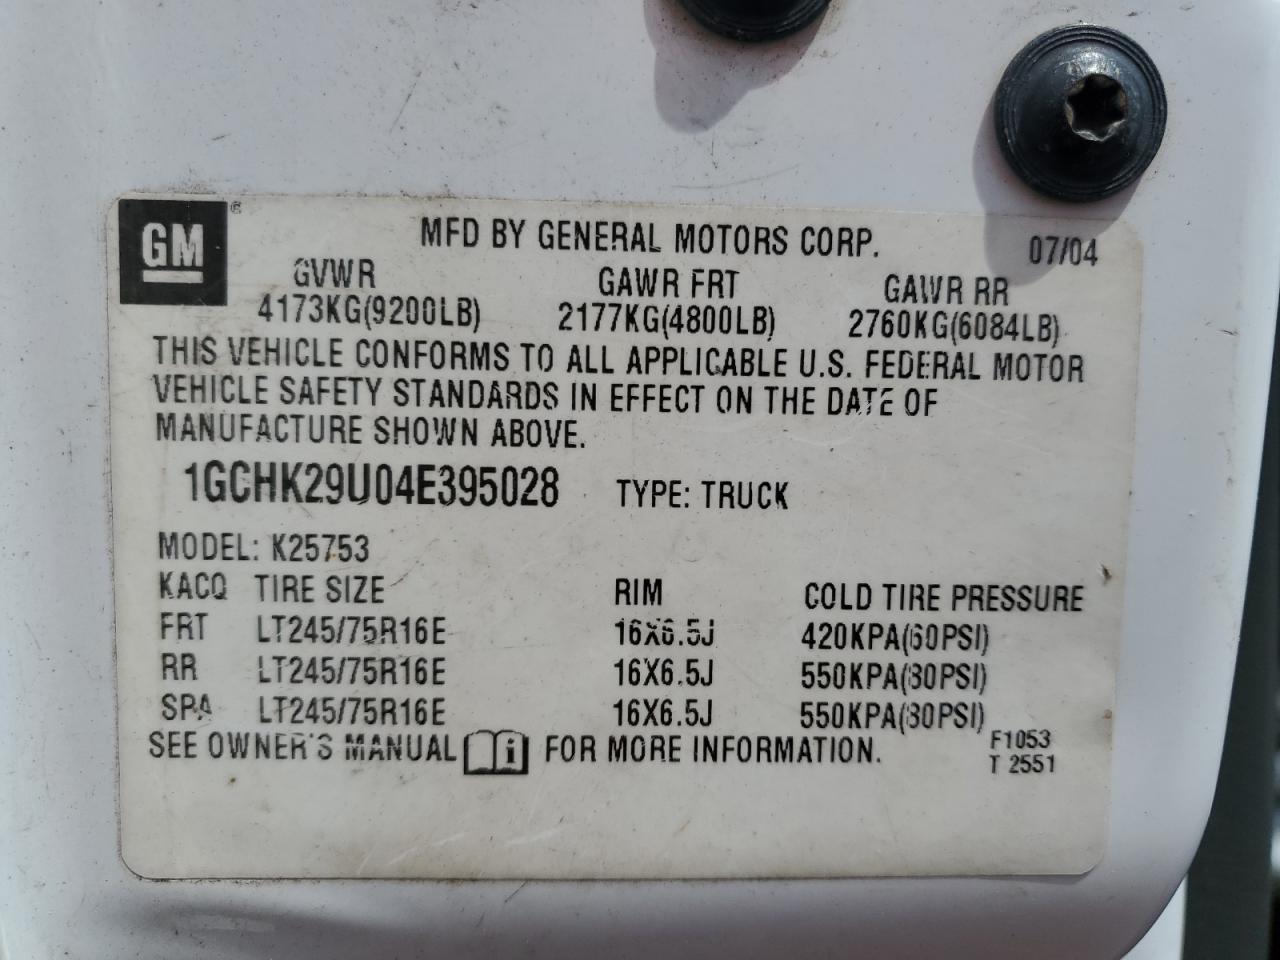 GM ®
MFD BY GENERAL MOTORS CORP. 07/04
GVWR GAWR FRT GAWR RR
4173KG(9200LB) 2177KG(4800LB) 2760KG(6084LB)
THIS VEHICLE CONFORMS TO ALL APPLICABLE U.S. FEDERAL MOTOR
VEHICLE SAFETY STANDARDS IN EFFECT ON THE DATE OF
MANUFACTURE SHOWN ABOVE.
1GCHK29U04E395028 TYPE: TRUCK
MODEL: K25753
KACQ TIRE SIZE RIM COLD TIRE PRESSURE
FRT LT245/75R16E 16X6.5J 420KPA(60PSI)
RR LT245/75R16E 16X6.5J 550KPA(80PSI)
SPA LT245/75R16E 16X6.5J 550KPA(80PSI)
SEE OWNER'S MANUAL i FOR MORE INFORMATION.
F1053
T 2551